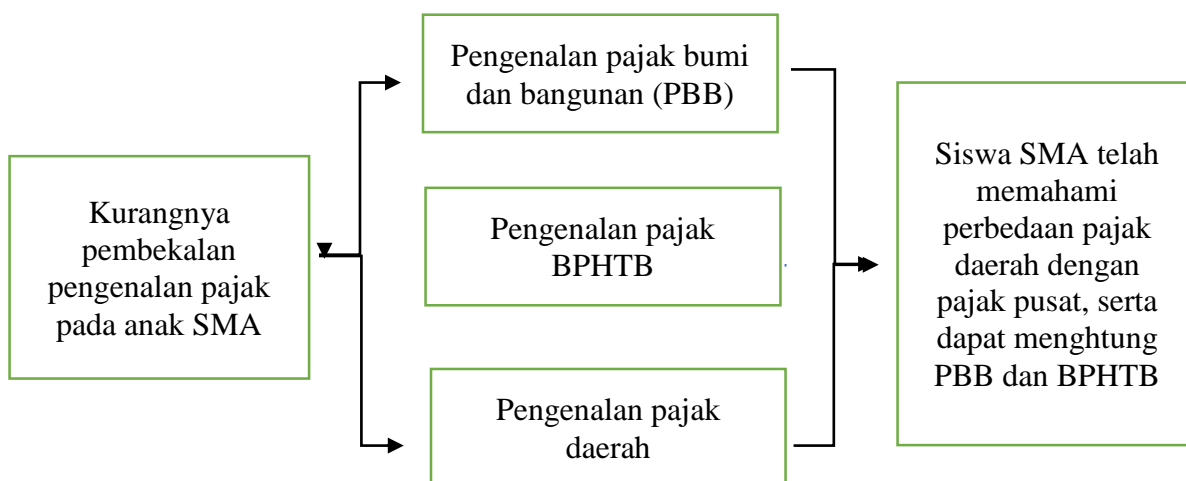 Kurangnya
pembekalan
pengenalan pajak
pada anak SMA
Pengenalan pajak bumi
dan bangunan (PBB)
Pengenalan pajak
BPHTB
Pengenalan pajak
daerah
Siswa SMA telah
memahami
perbedaan pajak
daerah dengan
pajak pusat, serta
dapat menghtung
PBB dan BPHTB